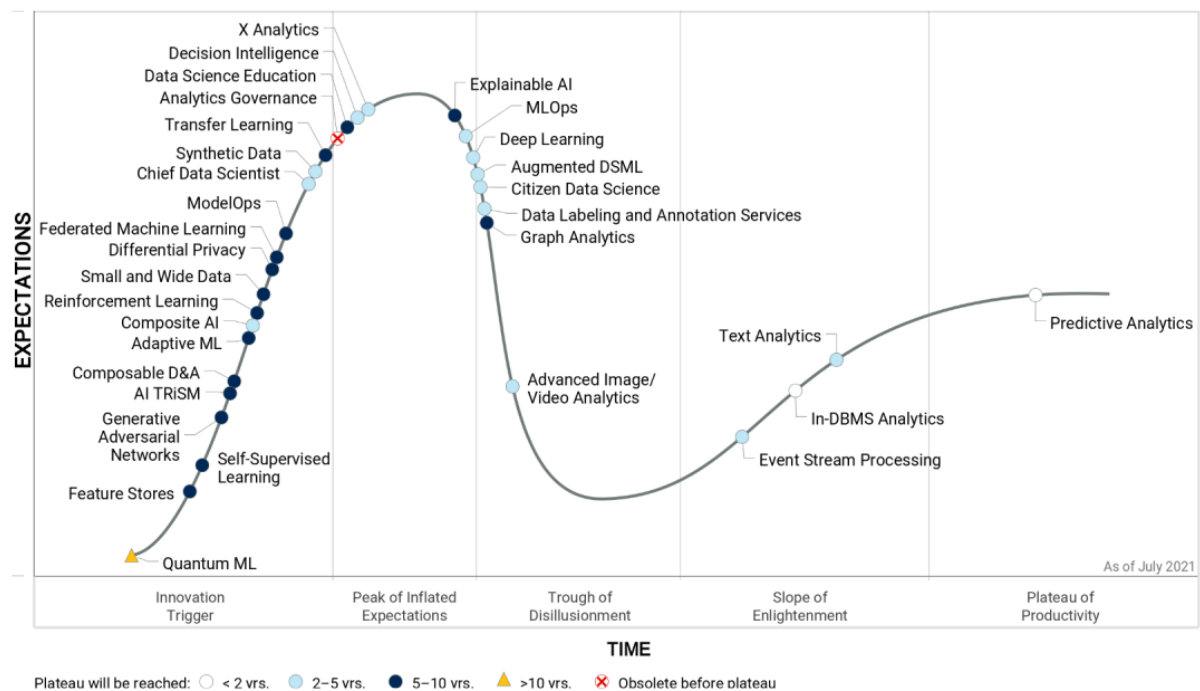 X Analytics
Decision Intelligence
Data Science Education
Analytics Governance
Transfer Learning
Synthetic Data
Chief Data Scientist
ModelOps
Federated Machine Learning
Differential Privacy
Small and Wide Data
Reinforcement Learning
Composite AI
Adaptive ML
Composable D&A
AI TRiSM
Generative
Adversarial
Networks
Self-Supervised
Learning
Feature Stores
Quantum ML
Explainable AI
MLOps
Deep Learning
Augmented DSML
Citizen Data Science
Data Labeling and Annotation Services
Graph Analytics
Advanced Image/
Video Analytics
Text Analytics
In-DBMS Analytics
Event Stream Processing
Predictive Analytics
EXPECTATIONS
As of July 2021
Innovation
Trigger
Peak of Inflated
Expectations
Trough of
Disillusionment
Slope of
Enlightenment
Plateau of
Productivity
TIME
Plateau will be reached: < 2 yrs. 2–5 yrs. 5–10 yrs. >10 yrs. Obsolete before plateau